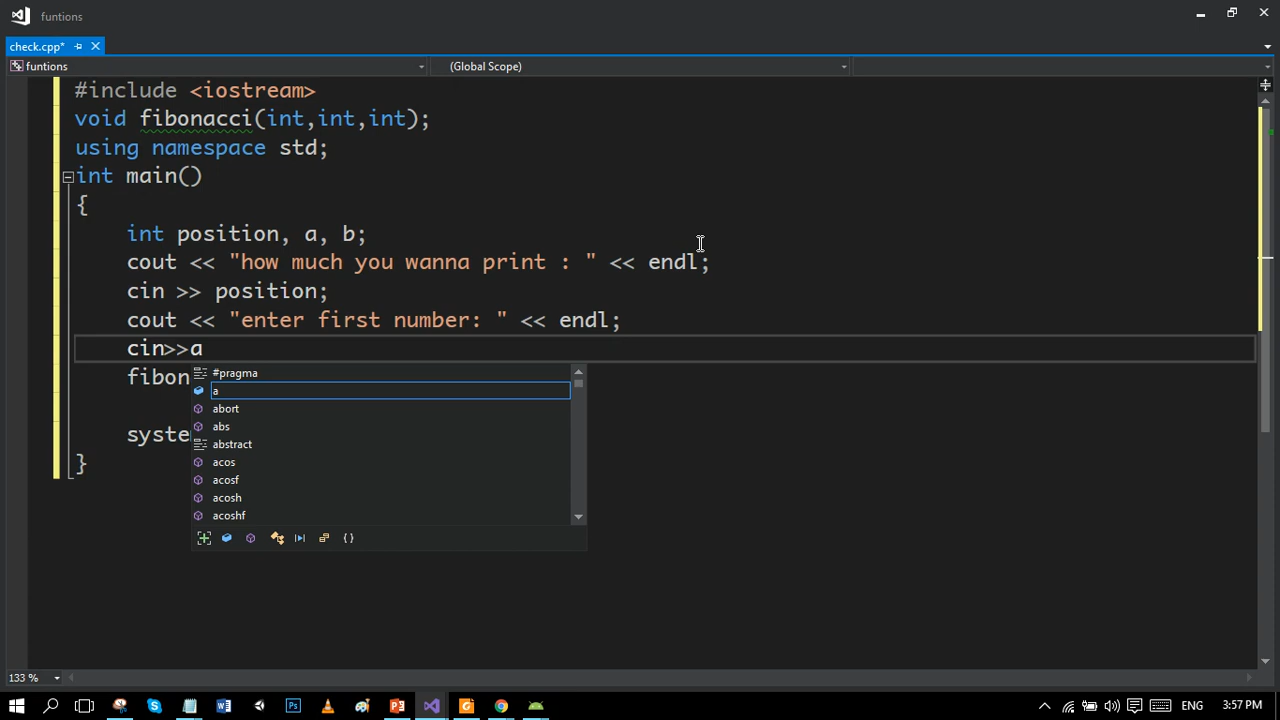 funtions
check.cpp*
funtions (Global Scope)
#include <iostream>
void fibonacci(int,int,int);
using namespace std;
int main()
{
int position, a, b;
cout << "how much you wanna print : " << endl;
cin >> position;
cout << "enter first number: " << endl;
cin>>a
fibon
syste
}
#pragma
a
abort
abs
abstract
acos
acosf
acosh
acoshf
{ }
133 %
ENG 3:57 PM